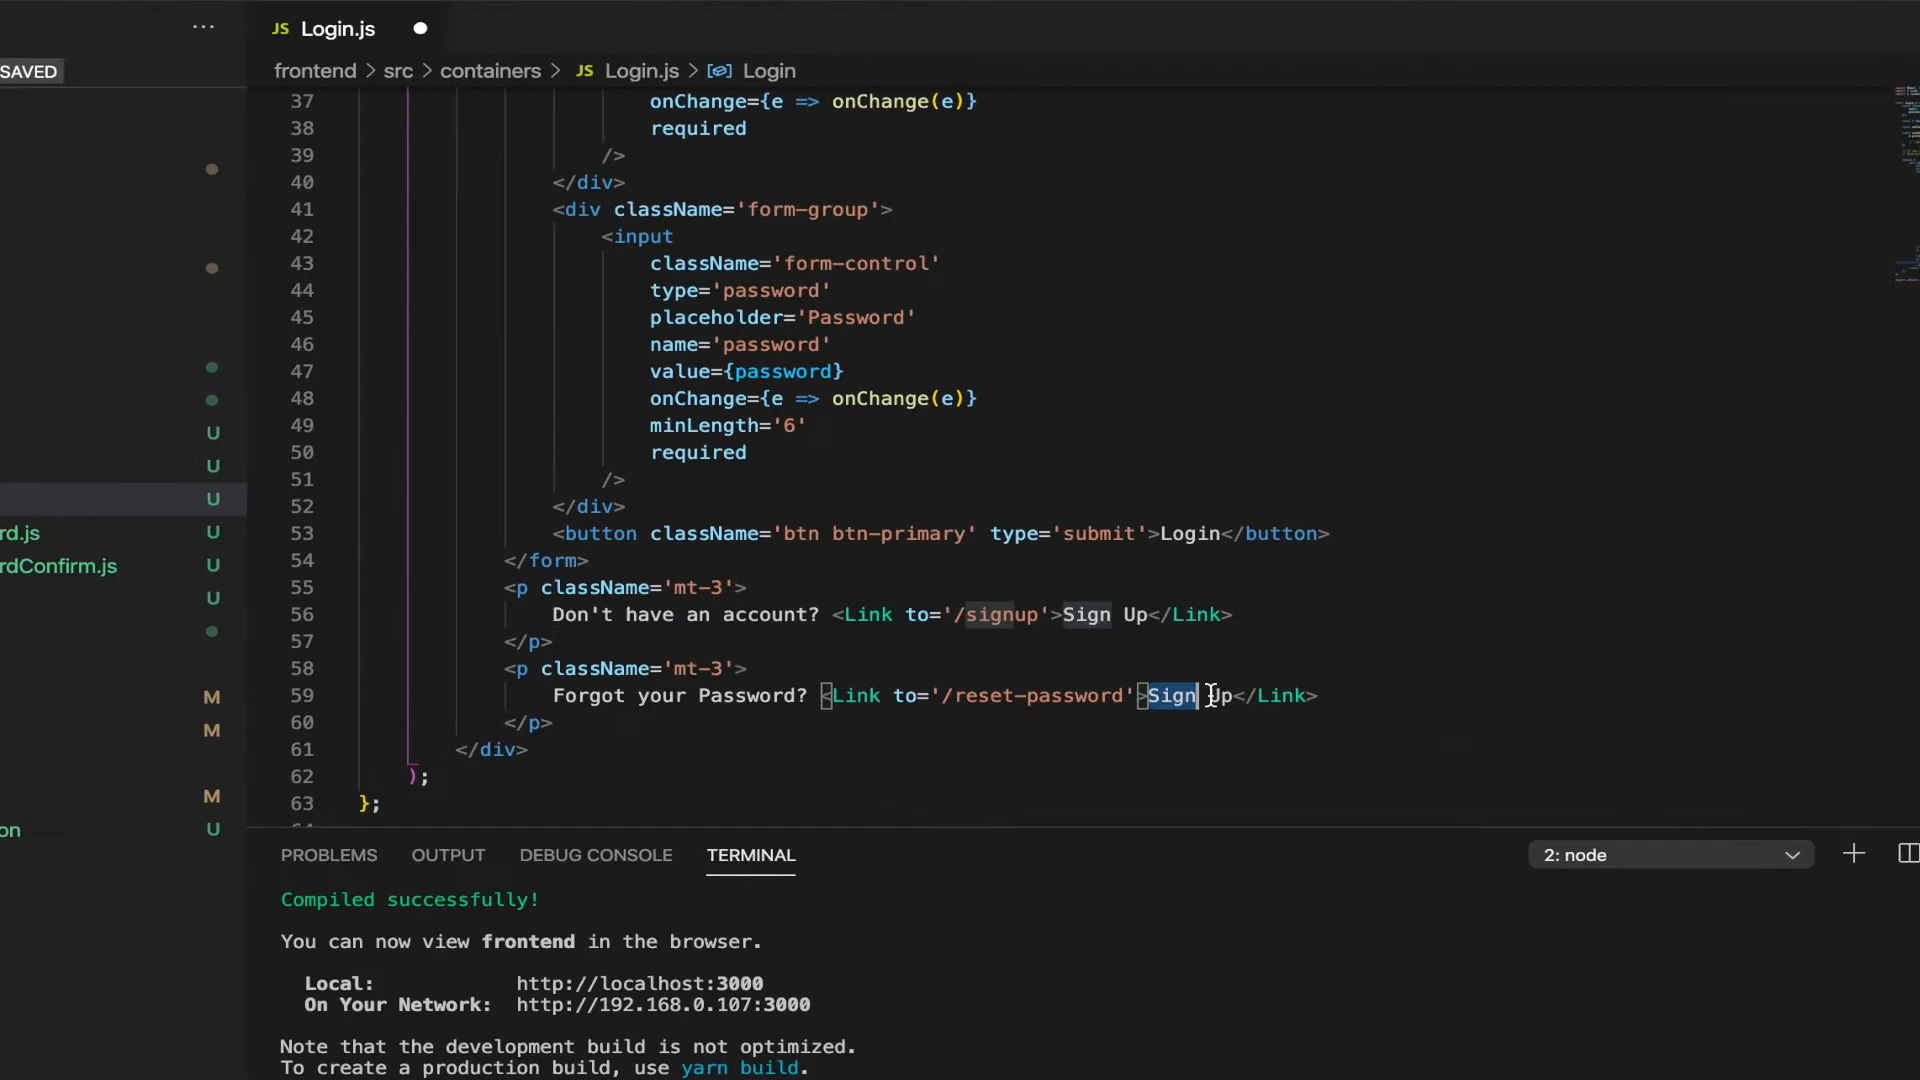 ···
JS Login.js
SAVED
frontend > src > containers > JS Login.js > Login
37 onChange={e => onChange(e)}
38 required
39 />
40 </div>
41 <div className='form-group'>
42 <input
43 className='form-control'
44 type='password'
45 placeholder='Password'
46 name='password'
47 value={password}
48 onChange={e => onChange(e)}
49 minLength='6'
50 required
51 />
52 </div>
53 <button className='btn btn-primary' type='submit'>Login</button>
54 </form>
55 <p className='mt-3'>
56 Don't have an account? <Link to='/signup'>Sign Up</Link>
57 </p>
58 <p className='mt-3'>
59 Forgot your Password? <Link to='/reset-password'>Sign Up</Link>
60 </p>
61 </div>
62 );
63 };
U
U
U
rd.js U
rdConfirm.js U
U
M
M
M
on U
PROBLEMS OUTPUT DEBUG CONSOLE TERMINAL 2: node
Compiled successfully!
You can now view frontend in the browser.
Local: http://localhost:3000
On Your Network: http://192.168.0.107:3000
Note that the development build is not optimized.
To create a production build, use yarn build.